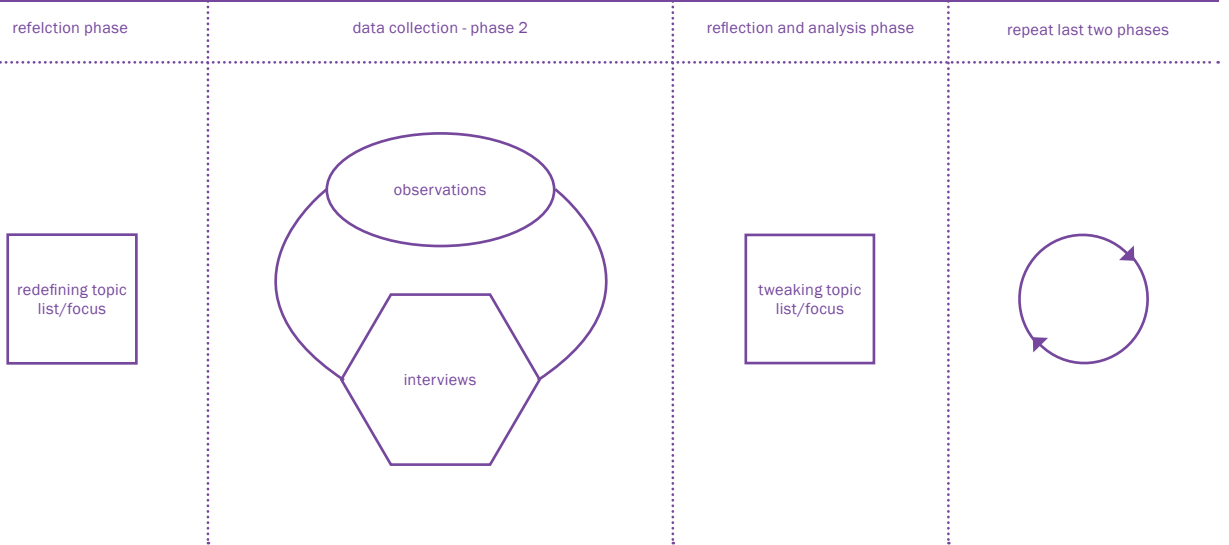 refelction phase
data collection - phase 2
reflection and analysis phase
repeat last two phases
observations
redefining topic
list/focus
tweaking topic
list/focus
interviews